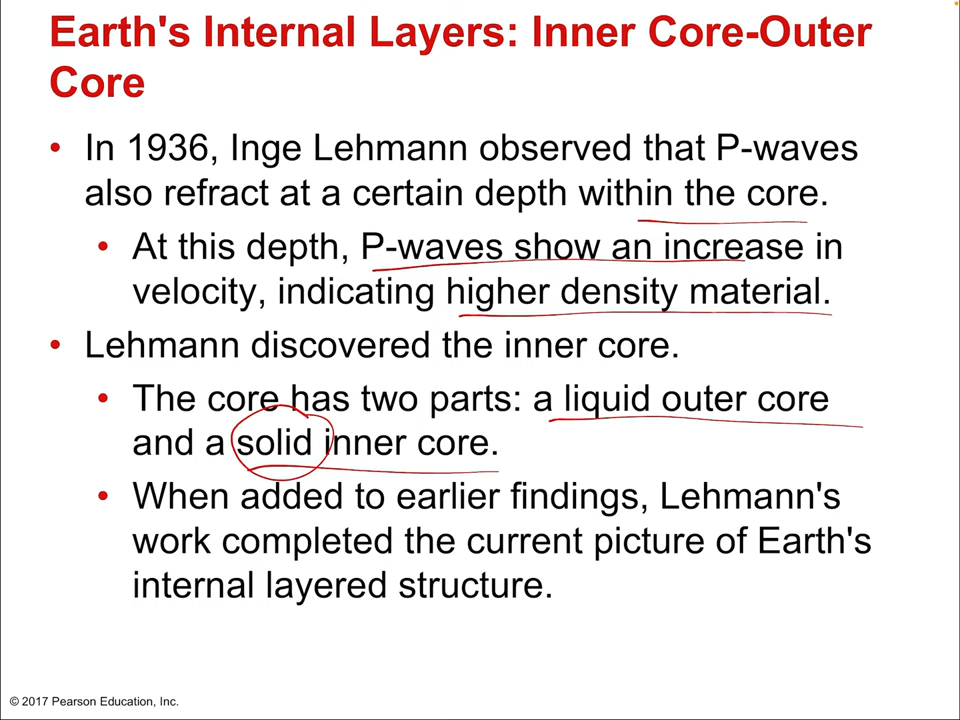 Earth's Internal Layers: Inner Core-Outer
Core
• In 1936, Inge Lehmann observed that P-waves
also refract at a certain depth within the core.
• At this depth, P-waves show an increase in
velocity, indicating higher density material.
• Lehmann discovered the inner core.
• The core has two parts: a liquid outer core
and a solid inner core.
• When added to earlier findings, Lehmann's
work completed the current picture of Earth's
internal layered structure.
© 2017 Pearson Education, Inc.